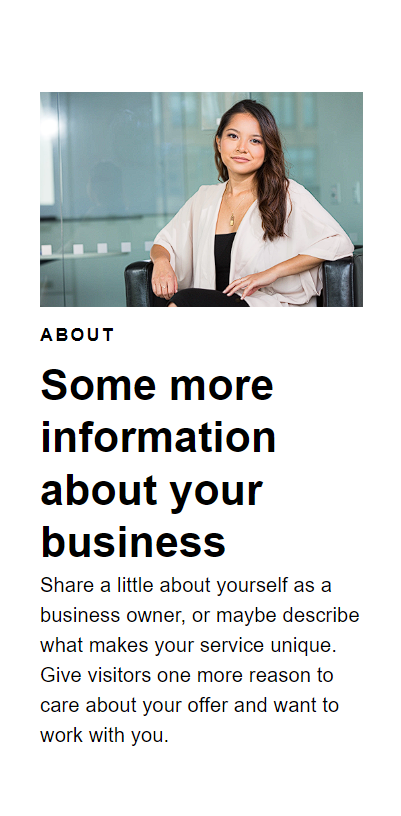 ABOUT
Some more
information
about your
business
Share a little about yourself as a
business owner, or maybe describe
what makes your service unique.
Give visitors one more reason to
care about your offer and want to
work with you.